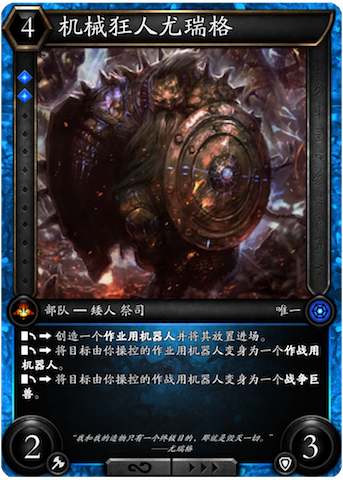 4 机械狂人尤瑞格
部队 — 矮人 祭司 唯一
创造一个作业用机器人并将其放置进场。
将目标由你操控的作业用机器人变身为一个作战用
机器人。
将目标由你操控的作战用机器人变身为一个战争巨
兽。
“我和我的造物只有一个终极目的，那就是毁灭一切。”
——尤瑞格
2 3